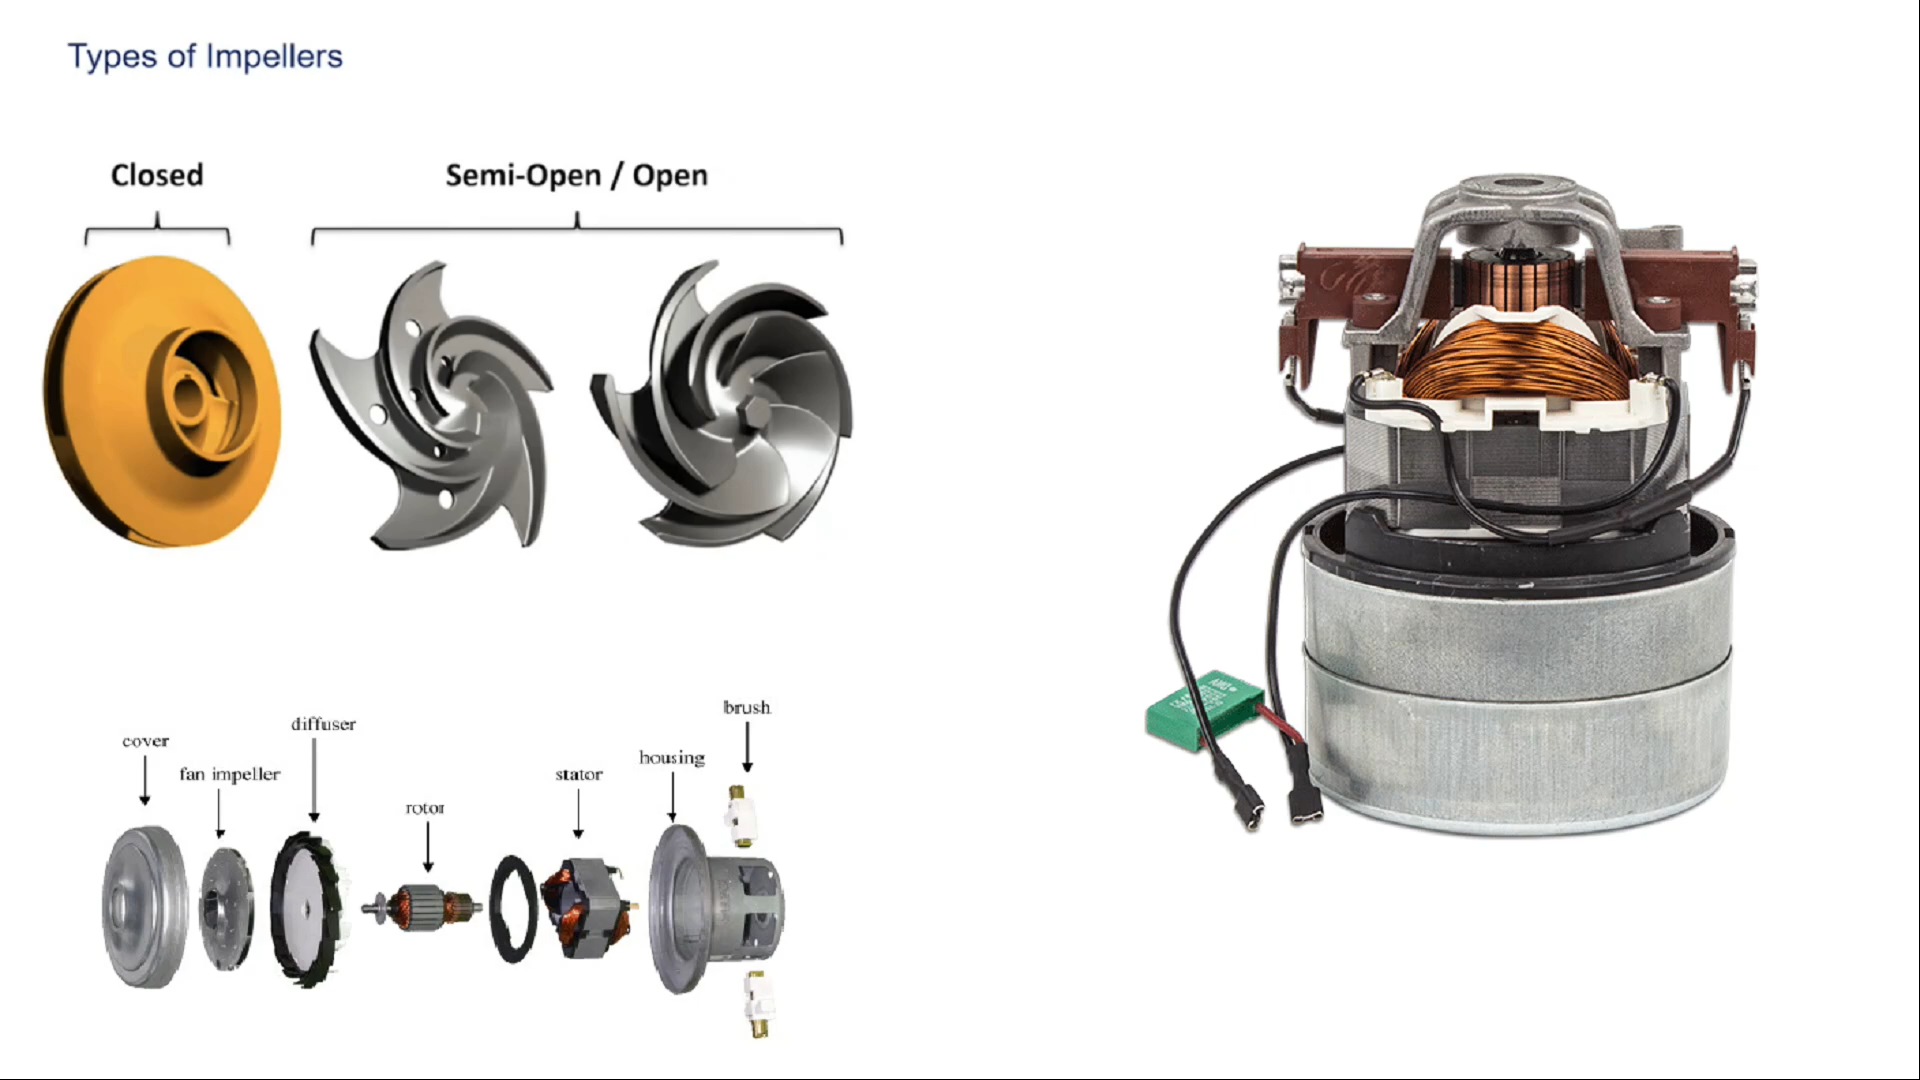 Types of Impellers
Closed
Semi-Open / Open
cover
fan impeller
diffuser
rotor
stator
housing
brush